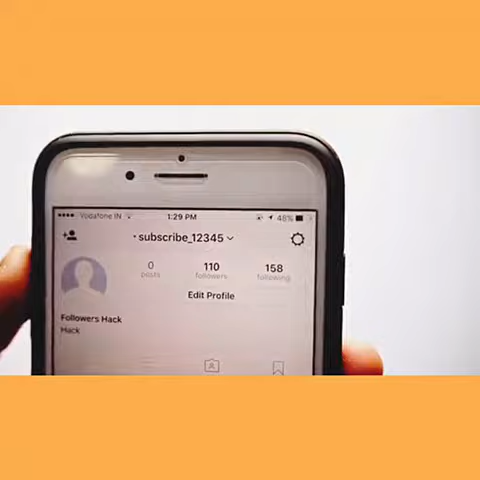 Vodafone IN 1:29 PM 48%
subscribe_12345
0 110 158
posts followers following
Edit Profile
Followers Hack
Hack